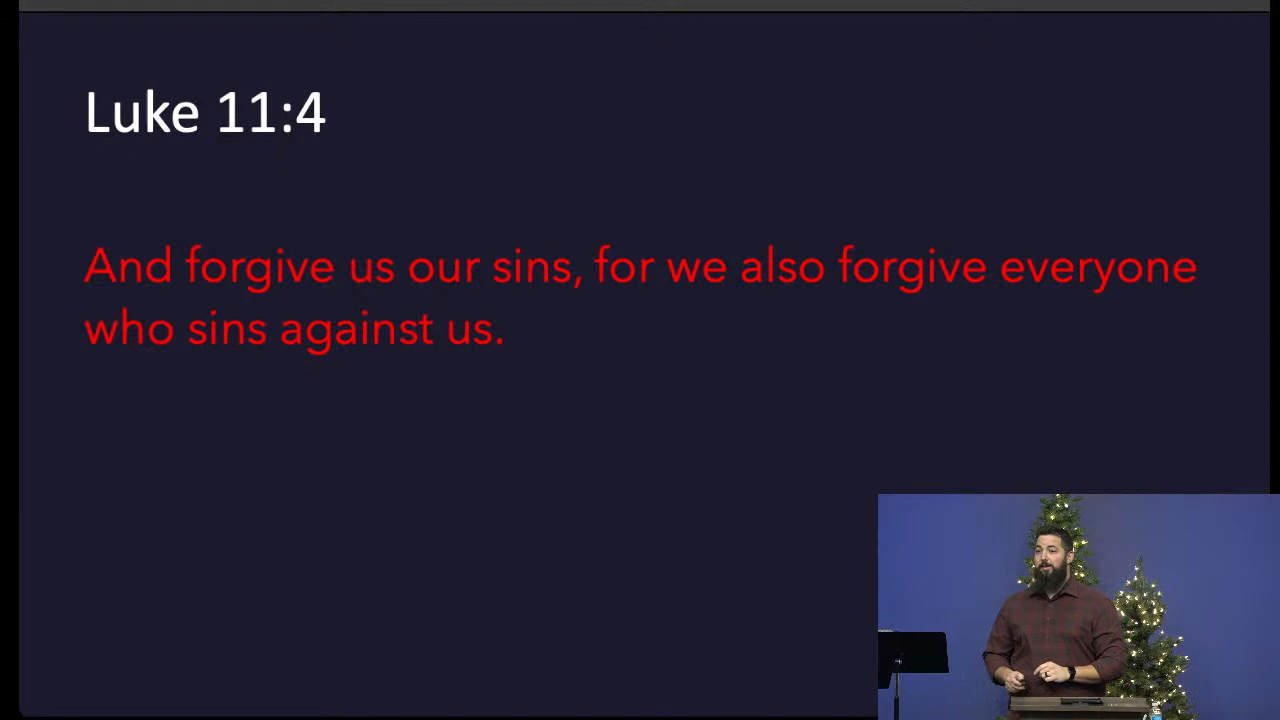 Luke 11:4
And forgive us our sins, for we also forgive everyone
who sins against us.